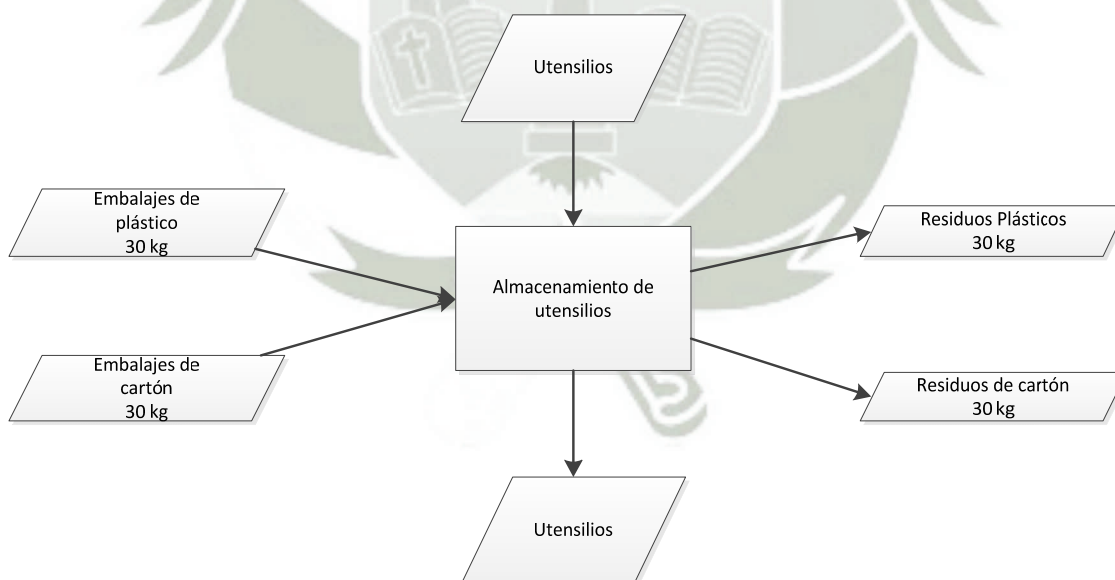 Utensilios
Embalajes de
plástico
30 kg
Residuos Plásticos
30 kg
Almacenamiento de
utensilios
Embalajes de
cartón
30 kg
Residuos de cartón
30 kg
Utensilios